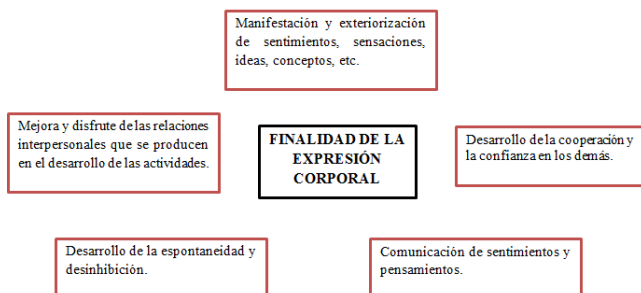 Manifestación y exteriorización
de sentimientos, sensaciones,
ideas, conceptos, etc.
Mejora y disfrute de las relaciones
interpersonales que se producen
en el desarrollo de las actividades.
FINALIDAD DE LA
EXPRESIÓN
CORPORAL
Desarrollo de la cooperación y
la confianza en los demás.
Desarrollo de la espontaneidad y
desinhibición.
Comunicación de sentimientos y
pensamientos.